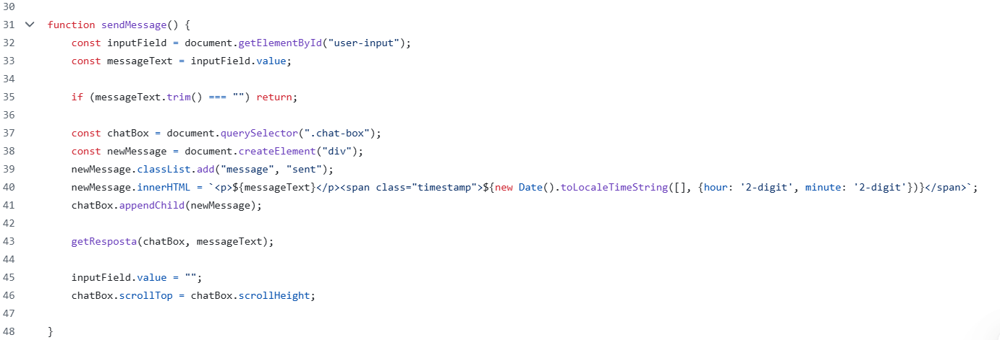 30
31 function sendMessage() {
32 const inputField = document.getElementById("user-input");
33 const messageText = inputField.value;
34
35 if (messageText.trim() === "") return;
36
37 const chatBox = document.querySelector(".chat-box");
38 const newMessage = document.createElement("div");
39 newMessage.classList.add("message", "sent");
40 newMessage.innerHTML = `<p>${messageText}</p><span class="timestamp">${new Date().toLocaleTimeString([], {hour: '2-digit', minute: '2-digit'})}</span>`;
41 chatBox.appendChild(newMessage);
42
43 getResposta(chatBox, messageText);
44
45 inputField.value = "";
46 chatBox.scrollTop = chatBox.scrollHeight;
47
48 }